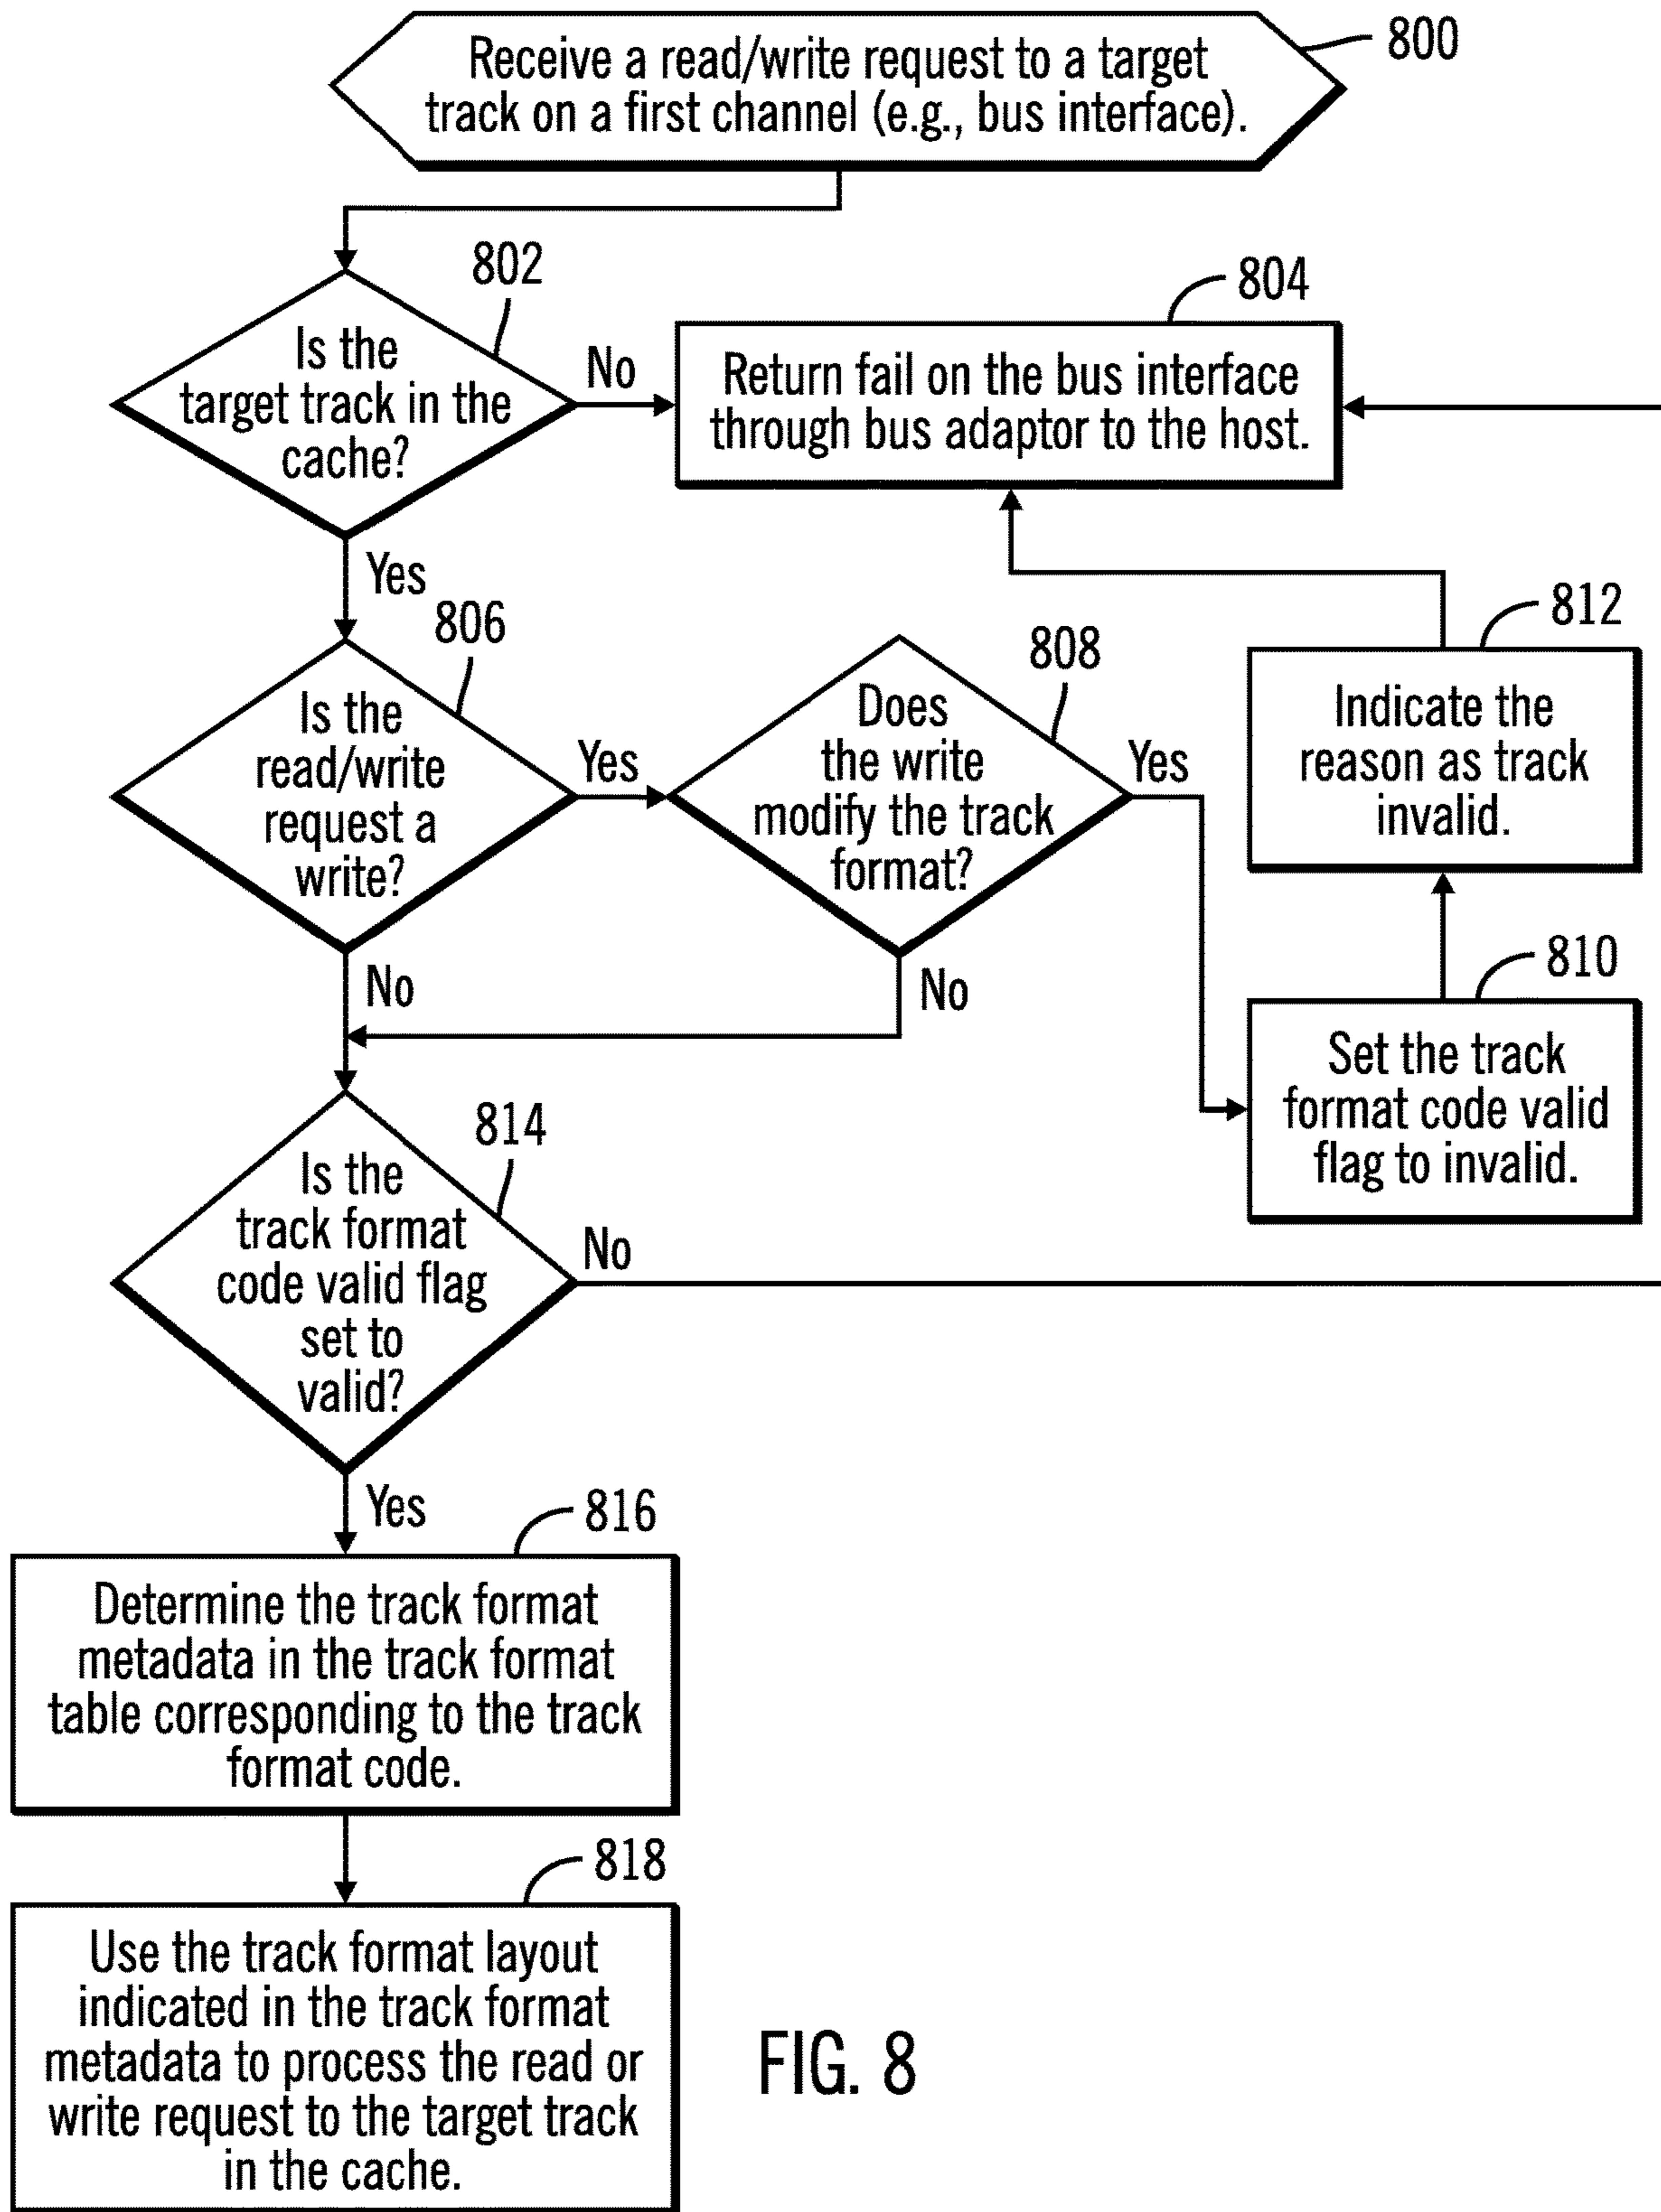 Receive a read/write request to a target
track on a first channel (e.g., bus interface).
800
802
Is the
target track in the
cache?
No
Yes
804
Return fail on the bus interface
through bus adaptor to the host.
806
Is the
read/write
request a
write?
Yes
No
808
Does
the write
modify the track
format?
Yes
No
812
Indicate the
reason as track
invalid.
810
Set the track
format code valid
flag to invalid.
814
Is the
track format
code valid flag
set to
valid?
No
Yes
816
Determine the track format
metadata in the track format
table corresponding to the track
format code.
818
Use the track format layout
indicated in the track format
metadata to process the read or
write request to the target track
in the cache.
FIG. 8